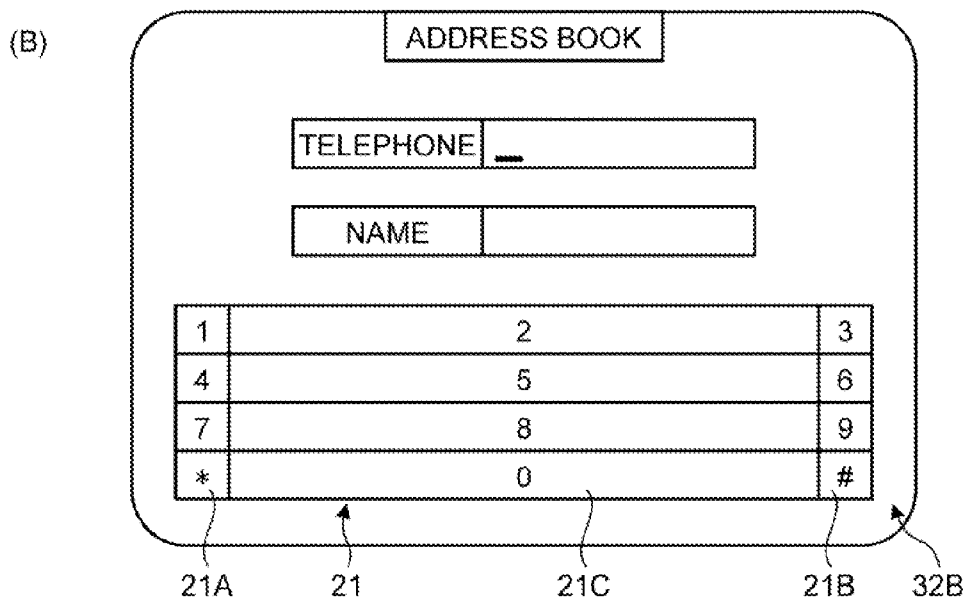 (B)
ADDRESS BOOK
TELEPHONE
NAME
1 2 3
4 5 6
7 8 9
* 0 #
21A 21 21C 21B 32B